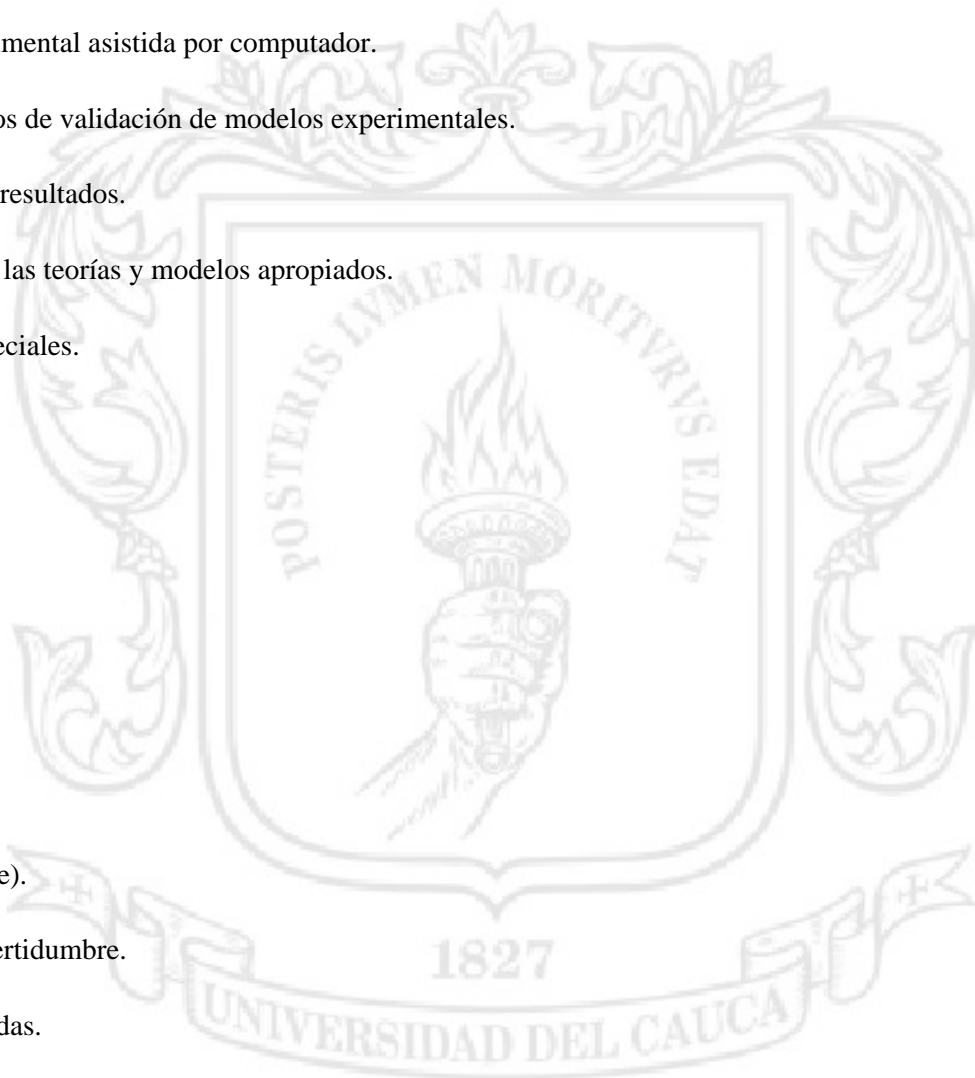 mental asistida por computador.
os de validación de modelos experimentales.
resultados.
las teorías y modelos apropiados.
eciales.
POSTERIS LVMEN MORITVRVS EDAT
e).
ertidumbre.
1827
das.
UNIVERSIDAD DEL CAUCA